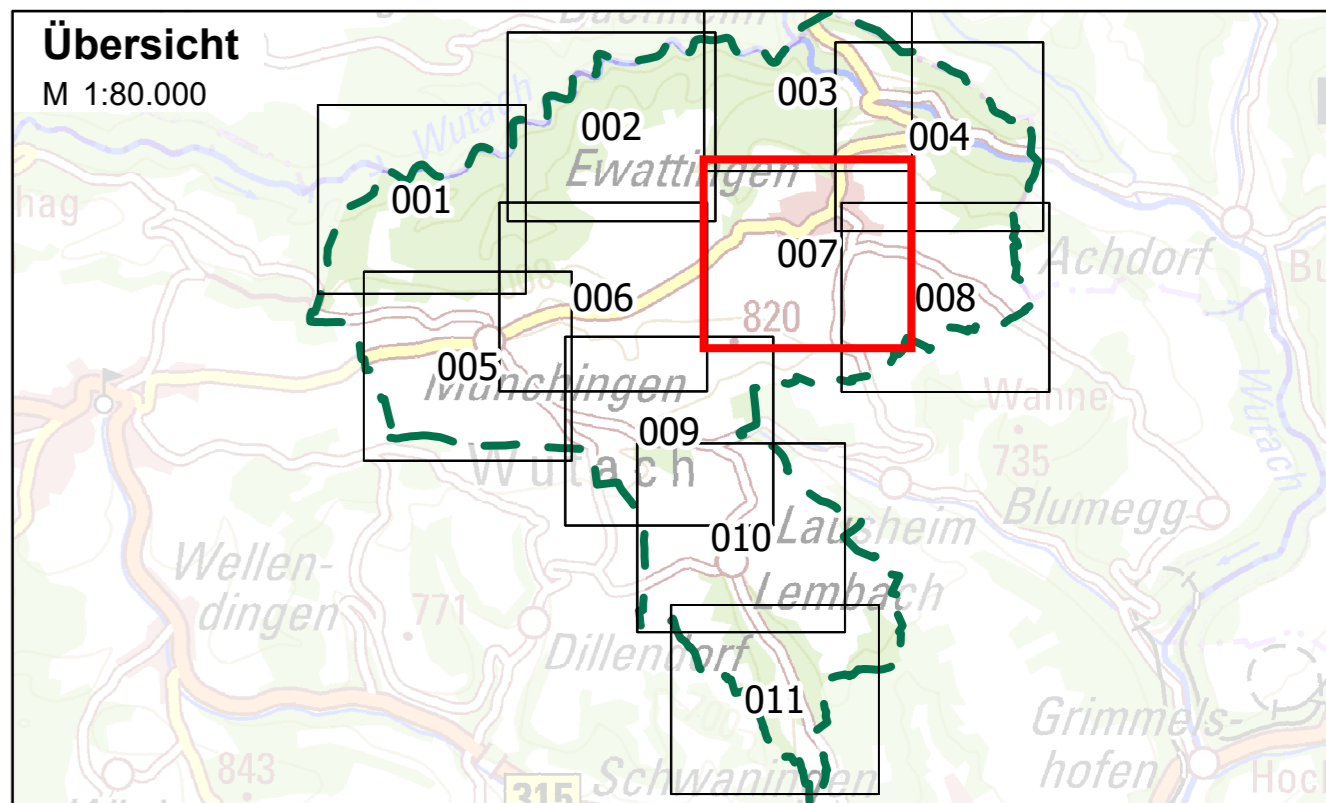 Übersicht
M 1:80.000
003
002
004
Wutach
Ewattingen
001
hag
007
Achdorf
006
008
820
005
Münchingen
Wanne
009
735
Wutach
Wutach
Blumegg
Lausheim
010
Wellen-
dingen
771
Lembach
Dillendorf
011
Grimmels-
hofen
843
Schwaningen
315